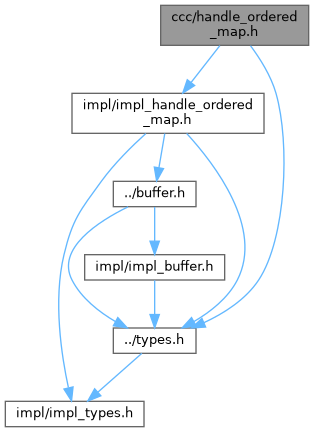 ccc/handle_ordered
_map.h
impl/impl_handle_ordered
_map.h
../buffer.h
impl/impl_buffer.h
../types.h
impl/impl_types.h